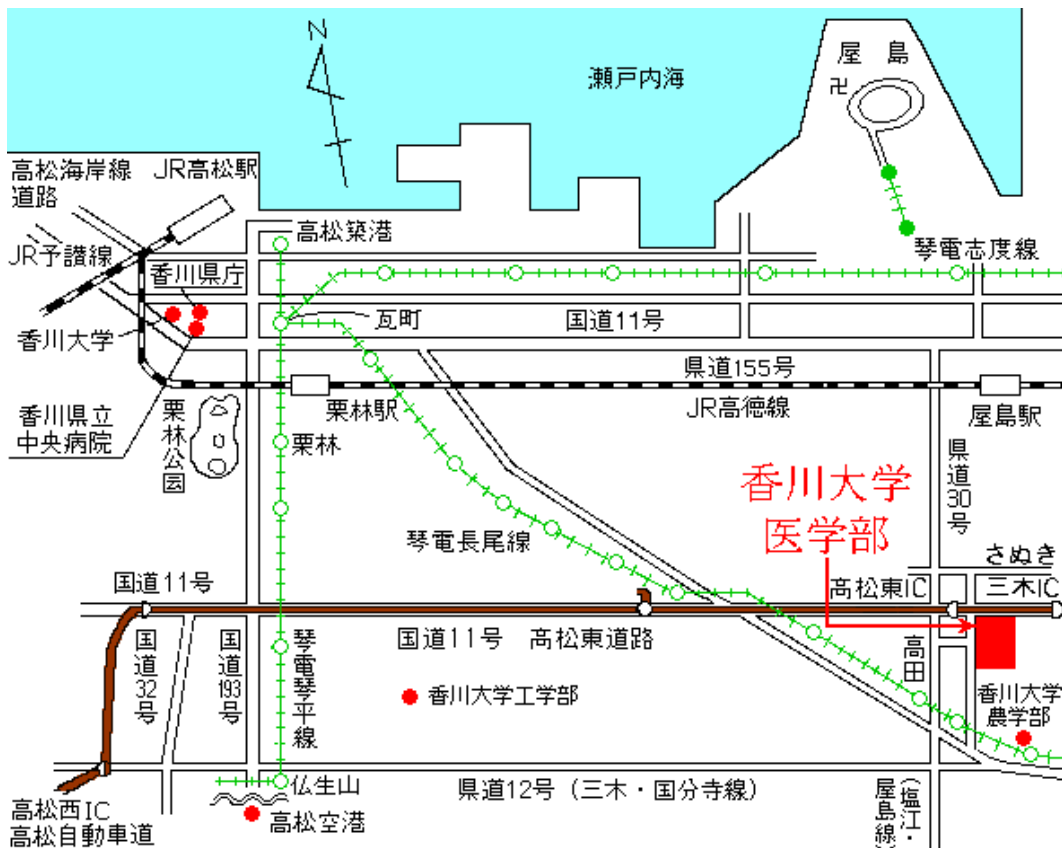 N
瀬戸内海
屋 島
卍
高松海岸線
道路
JR高松駅
高松築港
琴電志度線
JR予讃線
香川県庁
香川大学
瓦町
国道11号
県道155号
香川県立
中央病院
栗林公園
栗林駅
JR高徳線
屋島駅
栗林
県道30号
香川大学
医学部
琴電長尾線
さぬき
三木IC
国道11号
高松東IC
国道32号
国道193号
琴電琴平線
国道11号 高松東道路
高田
香川大学工学部
香川大学
農学部
仏生山
県道12号（三木・国分寺線）
（塩江・
屋島線）
高松西IC
高松自動車道
高松空港